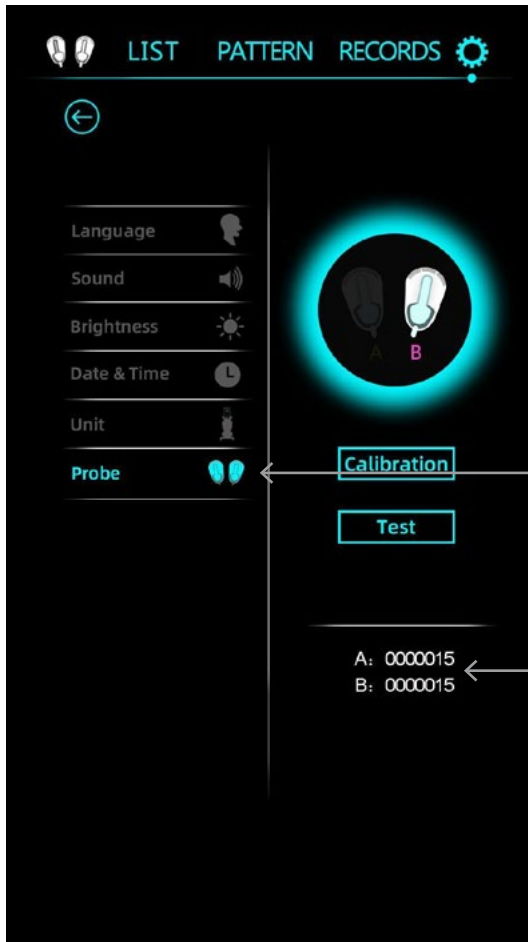 LIST PATTERN RECORDS
Language
Sound
Brightness
Date & Time
Unit
Probe
A B
Calibration
Test
A: 0000015
B: 0000015